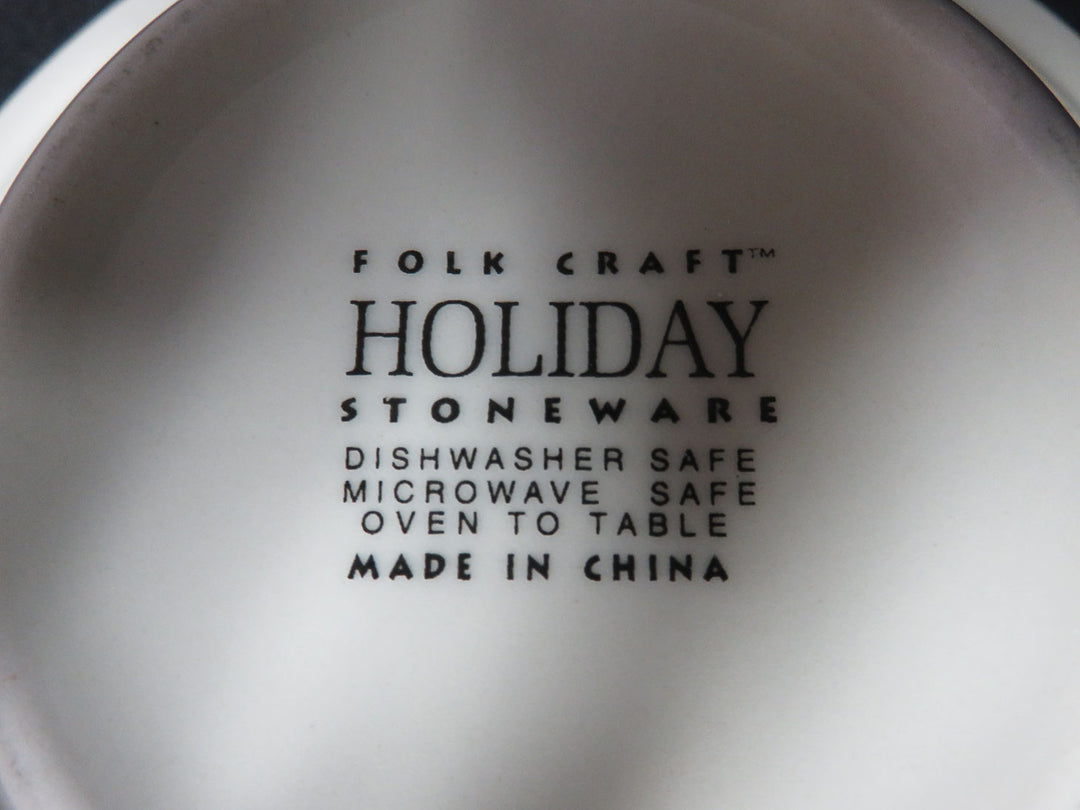 FOLK CRAFT™
HOLIDAY
STONEWARE
DISHWASHER SAFE
MICROWAVE SAFE
OVEN TO TABLE
MADE IN CHINA